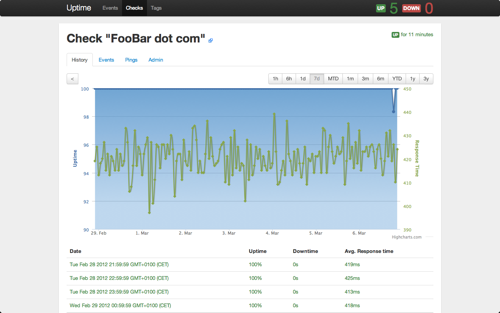 Uptime Events Checks Tags UP 5 DOWN 0
Check "FooBar dot com" UP for 11 minutes
History Events Pings Admin
< 1h 6h 1d 7d MTD 1m 3m 6m YTD 1y 3y
100 450
98 440
96 430
94 420
92 410
400
90 390
Uptime
Response Time
29. Feb 1. Mar 2. Mar 3. Mar 4. Mar 5. Mar 6. Mar
Highcharts.com
Date Uptime Downtime Avg. Response time
Tue Feb 28 2012 21:59:59 GMT+0100 (CET) 100% 0s 419ms
Tue Feb 28 2012 22:59:59 GMT+0100 (CET) 100% 0s 425ms
Tue Feb 28 2012 23:59:59 GMT+0100 (CET) 100% 0s 413ms
Wed Feb 29 2012 00:59:59 GMT+0100 (CET) 100% 0s 418ms